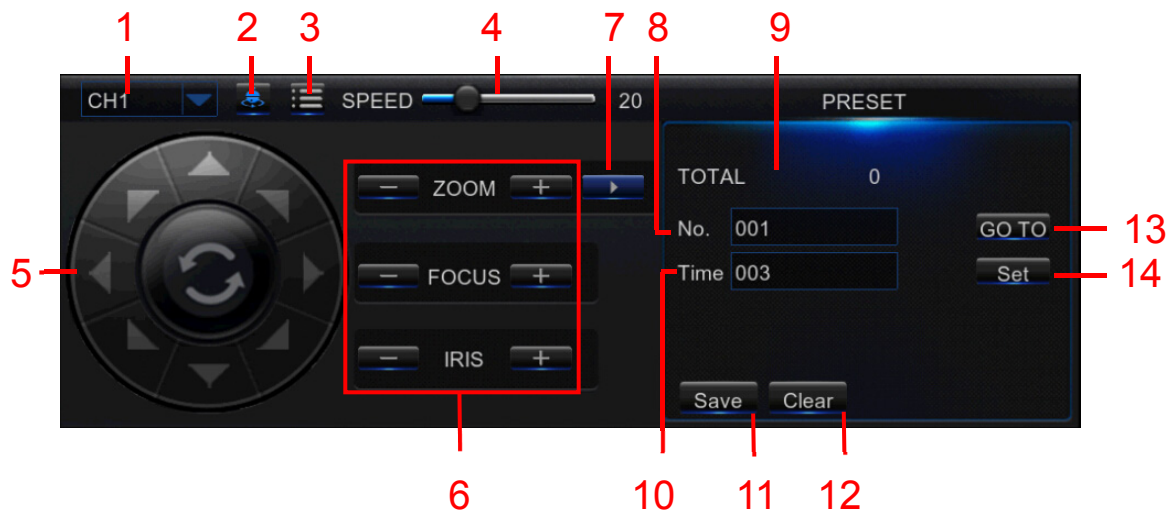 1 2 3 4 7 8 9
CH1 SPEED 20 PRESET
TOTAL 0
ZOOM
No. 001 GO TO 13
5 FOCUS Time 003 Set 14
IRIS
Save Clear
6 10 11 12